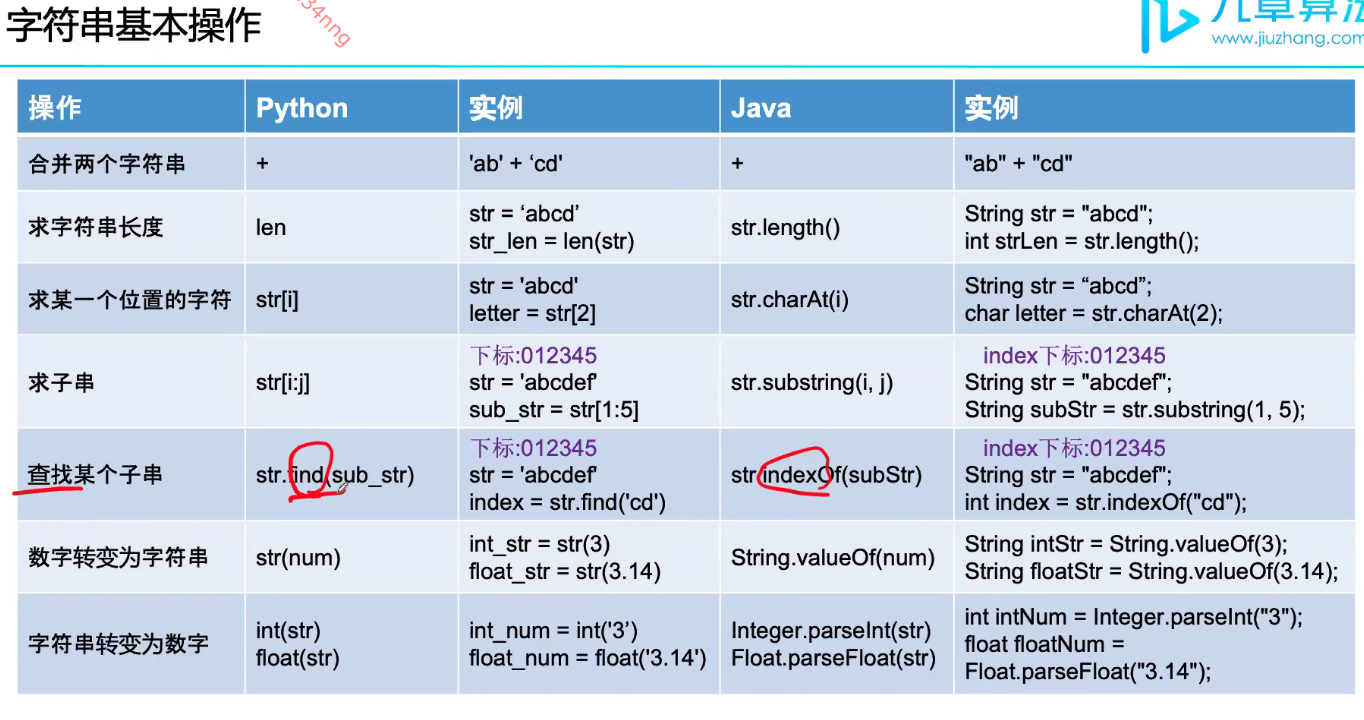 字符串基本操作
34nng
九章算法
www.jiuzhang.com
操作 Python 实例 Java 实例
合并两个字符串 + 'ab' + ‘cd' + "ab" + "cd"
求字符串长度 len str = ‘abcd’ str.length() String str = "abcd";
str_len = len(str) int strLen = str.length();
求某一个位置的字符 str[i] str = 'abcd' str.charAt(i) String str = “abcd”;
letter = str[2] char letter = str.charAt(2);
下标:012345 index下标:012345
求子串 str[i:j] str = 'abcdef' str.substring(i, j) String str = "abcdef";
sub_str = str[1:5] String subStr = str.substring(1, 5);
下标:012345 index下标:012345
查找某个子串 str.find(sub_str) str = 'abcdef' str.indexOf(subStr) String str = "abcdef";
index = str.find('cd') int index = str.indexOf("cd");
数字转变为字符串 str(num) int_str = str(3) String.valueOf(num) String intStr = String.valueOf(3);
float_str = str(3.14) String floatStr = String.valueOf(3.14);
字符串转变为数字 int(str) int_num = int('3’) Integer.parseInt(str) int intNum = Integer.parseInt("3");
float(str) float_num = float('3.14') Float.parseFloat(str) float floatNum =
Float.parseFloat("3.14");